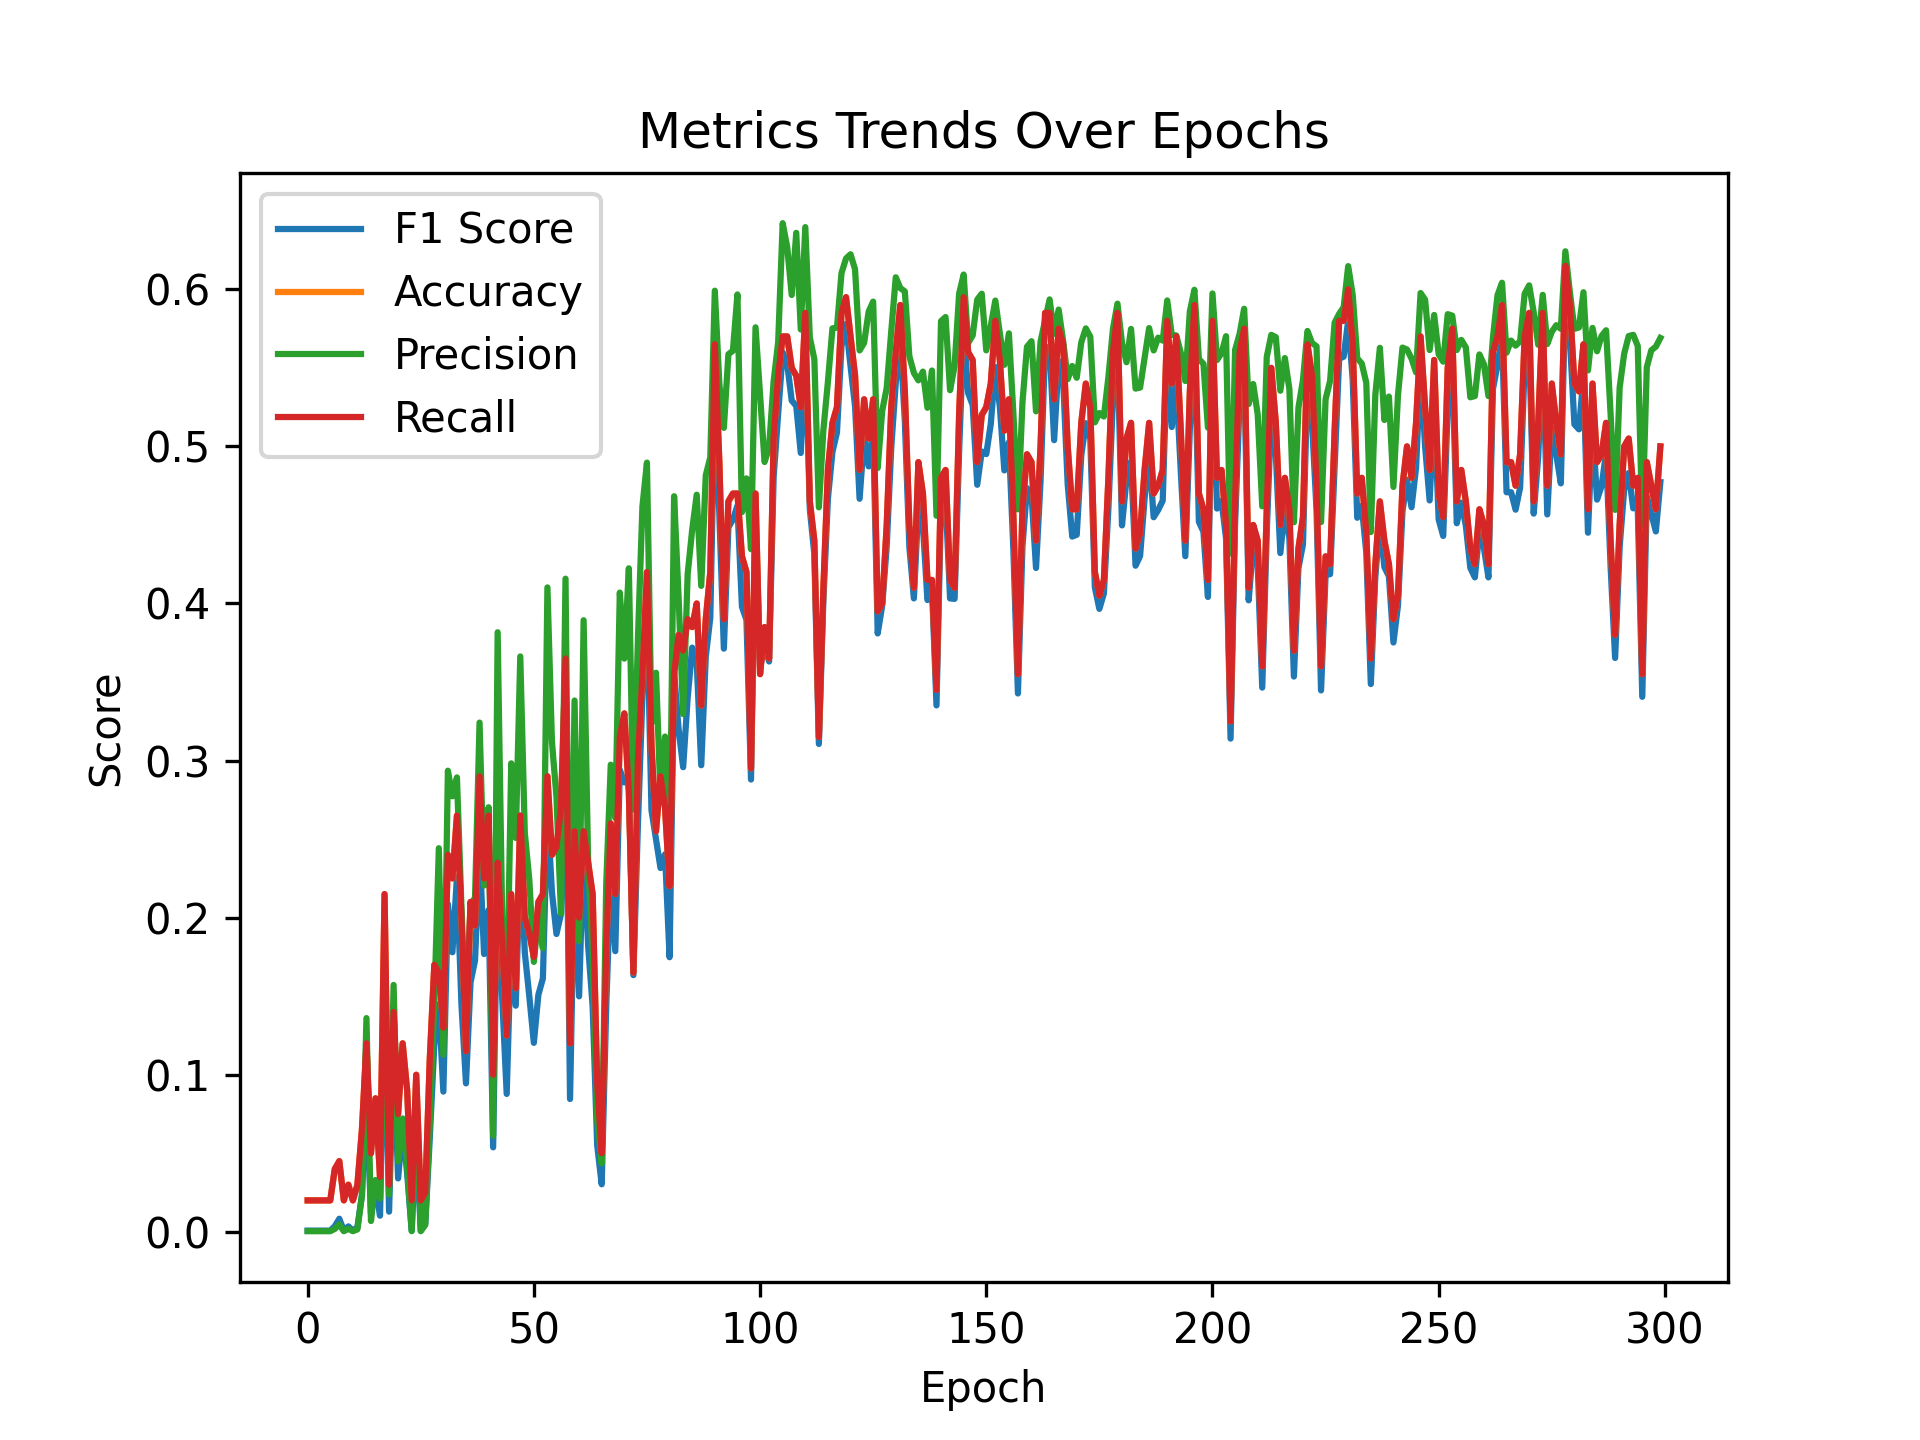 Metrics Trends Over Epochs
F1 Score
Accuracy
Precision
Recall
0.6
0.5
0.4
0.3
0.2
0.1
0.0
Score
0 50 100 150 200 250 300
Epoch